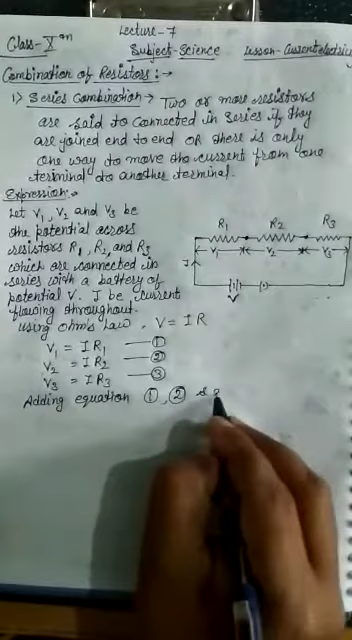 Lecture-7
Class-Xᵗʰ
Subject-Science
Lesson-Current electricity
Combination of Resistors:→
1) Series Combination → Two or more resistors
are said to connected in series if they
are joined end to end OR there is only
one way to move the current from one
terminal to another terminal.
Expression:→
Let V₁, V₂ and V₃ be
the potential across
resistors R₁, R₂, and R₃
which are connected in
series with a battery of
potential V. I be current
flowing throughout.
R₁ R₂ R₃
V₁ V₂ V₃
I
V
using ohm's Law, V = IR
V₁ = IR₁ —①
V₂ = IR₂ —②
V₃ = IR₃ —③
Adding equation ①, ② &